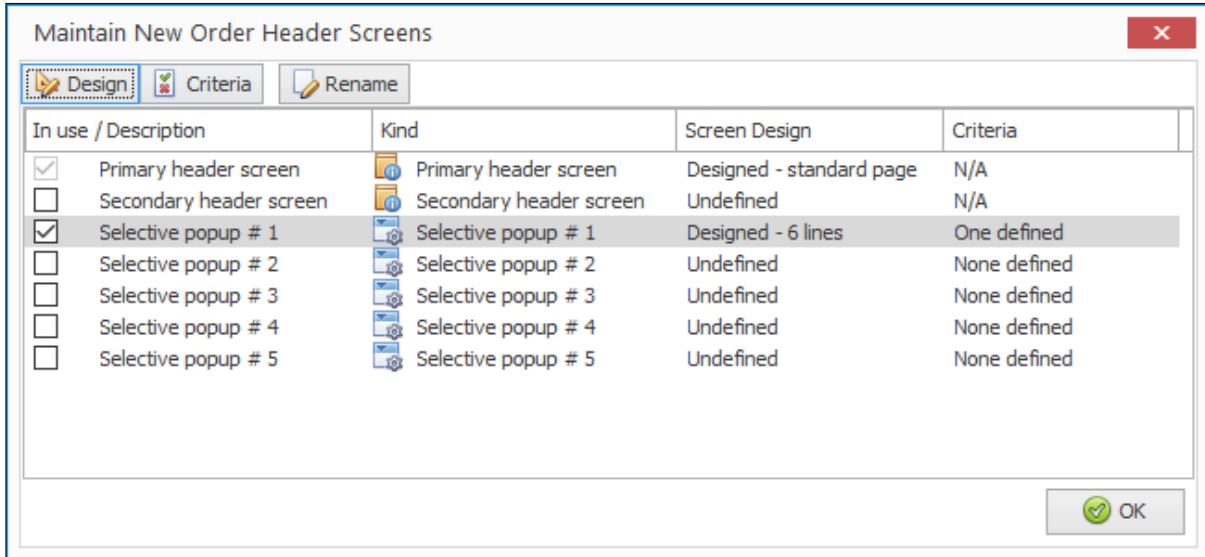 Maintain New Order Header Screens
Design Criteria Rename
In use / Description Kind Screen Design Criteria
Primary header screen Primary header screen Designed - standard page N/A
Secondary header screen Secondary header screen Undefined N/A
Selective popup # 1 Selective popup # 1 Designed - 6 lines One defined
Selective popup # 2 Selective popup # 2 Undefined None defined
Selective popup # 3 Selective popup # 3 Undefined None defined
Selective popup # 4 Selective popup # 4 Undefined None defined
Selective popup # 5 Selective popup # 5 Undefined None defined
OK